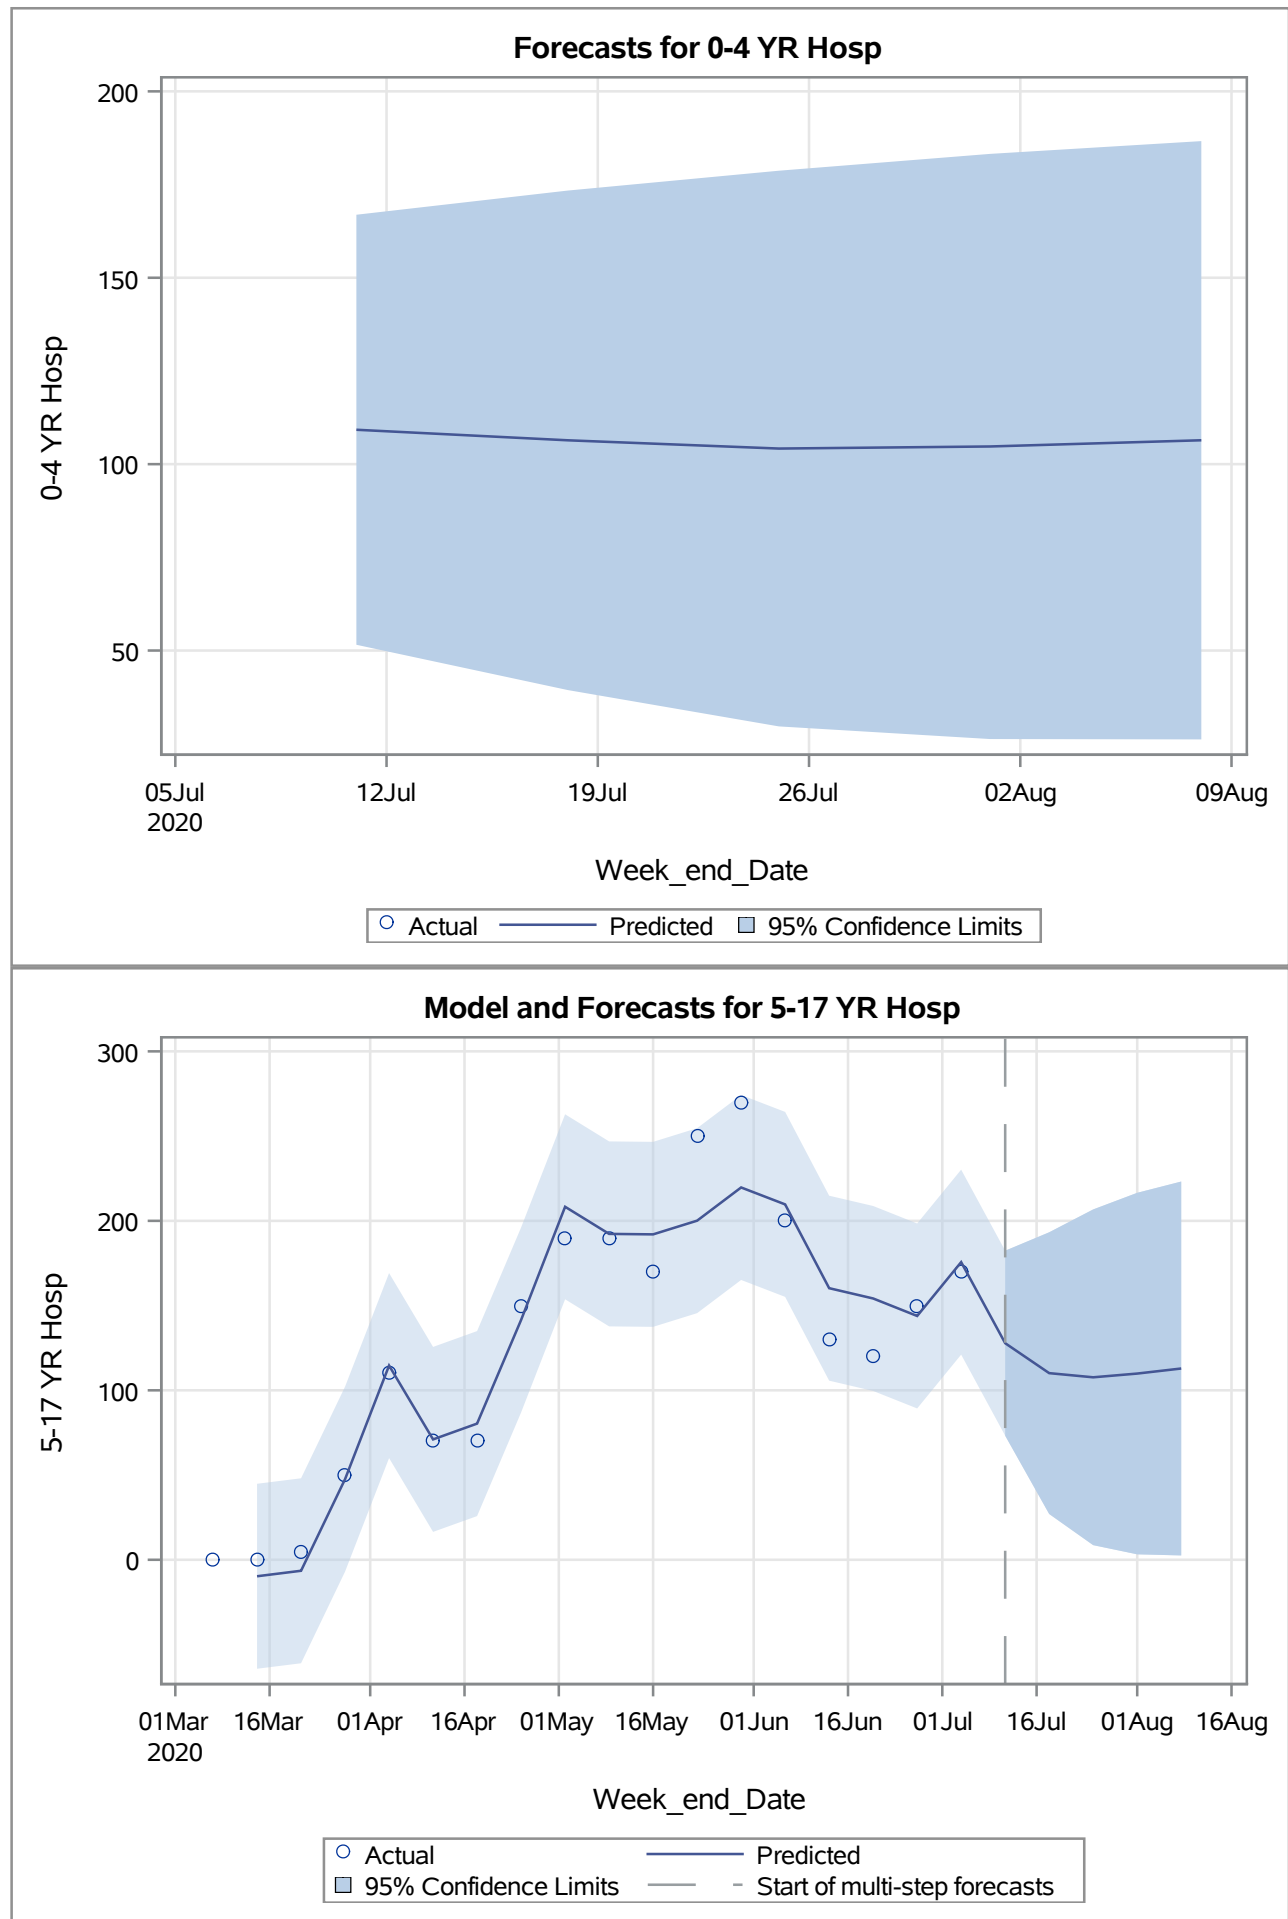 Forecasts for 0-4 YR Hosp
200
150
100
50
0-4 YR Hosp
05Jul 12Jul 19Jul 26Jul 02Aug 09Aug
2020
Week_end_Date
Actual Predicted 95% Confidence Limits
Model and Forecasts for 5-17 YR Hosp
300
200
100
0
5-17 YR Hosp
01Mar 16Mar 01Apr 16Apr 01May 16May 01Jun 16Jun 01Jul 16Jul 01Aug 16Aug
2020
Week_end_Date
Actual Predicted
95% Confidence Limits Start of multi-step forecasts